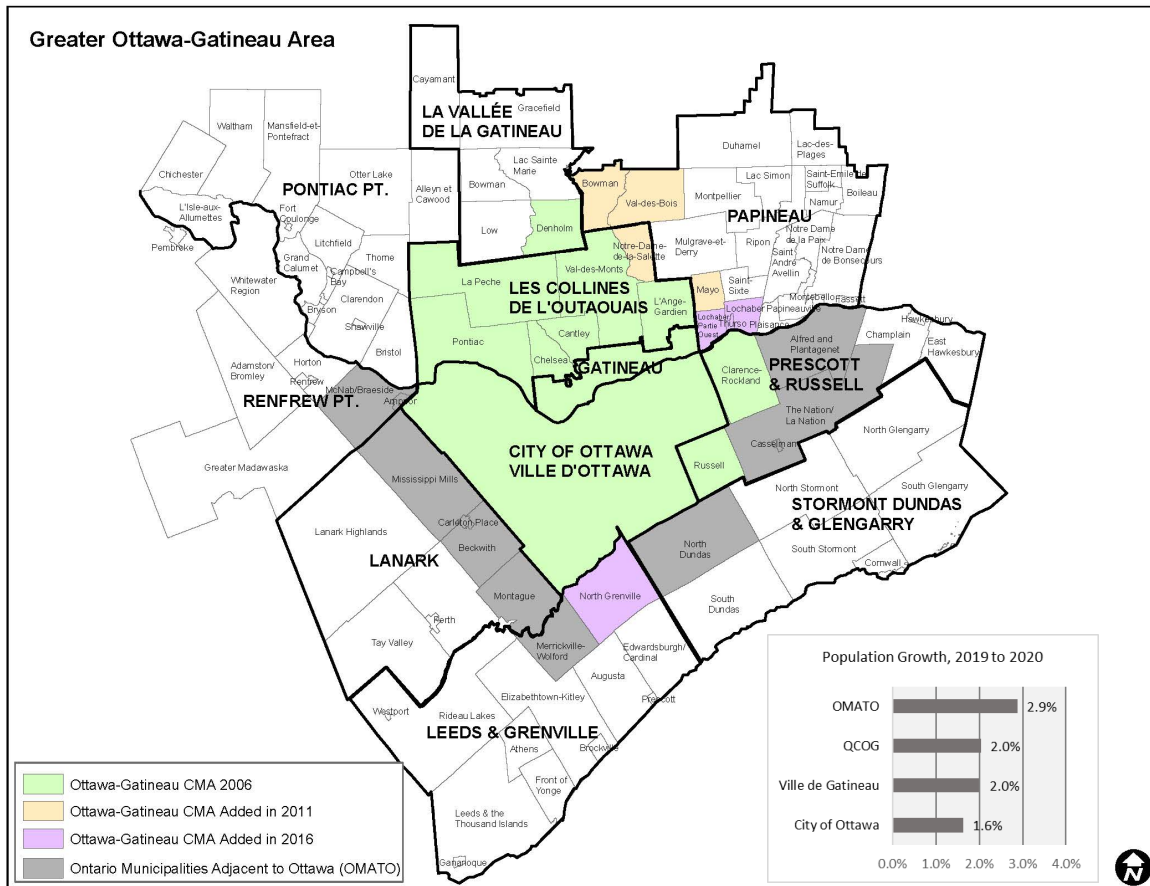 Greater Ottawa-Gatineau Area
Cayamant
Gracefield
LA VALLÉE
DE LA GATINEAU
Waltham
Mansfield-et-
Pontefract
Chichester
Otter Lake
PONTIAC PT.
Alleyn et
Cawood
Lac Sainte
Marie
Bowman
Low
Denholm
Bowman
Val-des-Bois
Duhamel
Lac-des-
Plages
Lac Simon
Saint-Emile de
Suffolk
Boileau
Montpellier
Namur
PAPINEAU
L'Isle-aux-
Allumettes
Fort
Coulonge
Pembroke
Litchfield
Thorne
Grand
Calumet
Campbell's
Bay
Whitewater
Region
Clarendon
Bryson
Shawville
Bristol
La Peche
Val-des-Monts
Notre-Dame-
de-la-Salette
Mulgrave-et-
Derry
Ripon
Notre Dame
de la Paix
Saint
André
Avellin
Notre Dame
de Bonsecours
LES COLLINES
DE L'OUTAOUAIS
L'Ange-
Gardien
Mayo
Saint-
Sixte
Lochaber
Lochaber/
Partie
Ouest
Thurso
Plaisance
Papineauville
Montebello
Fassett
Pontiac
Cantley
Chelsea
GATINEAU
Horton
Renfrew
Adamston/
Bromley
McNab/Braeside
Arnprior
RENFREW PT.
Hawkesbury
Champlain
East
Hawkesbury
Alfred and
Plantagenet
Clarence-
Rockland
PRESCOTT
& RUSSELL
The Nation/
La Nation
Casselman
North Glengarry
CITY OF OTTAWA
VILLE D'OTTAWA
Russell
Greater Madawaska
Mississippi Mills
North Stormont
South Glengarry
STORMONT DUNDAS
& GLENGARRY
Lanark Highlands
Carleton Place
Beckwith
LANARK
North
Dundas
South Stormont
Cornwall
Montague
North Grenville
South
Dundas
Perth
Tay Valley
Merrickville-
Wolford
Edwardsburgh/
Cardinal
Augusta
Prescott
Elizabethtown-Kitley
Westport
Rideau Lakes
LEEDS & GRENVILLE
Athens
Brockville
Front of
Yonge
Leeds & the
Thousand Islands
Gananoque
Ottawa-Gatineau CMA 2006
Ottawa-Gatineau CMA Added in 2011
Ottawa-Gatineau CMA Added in 2016
Ontario Municipalities Adjacent to Ottawa (OMATO)
Population Growth, 2019 to 2020
OMATO 2.9%
QCOG 2.0%
Ville de Gatineau 2.0%
City of Ottawa 1.6%
0.0% 1.0% 2.0% 3.0% 4.0%
N